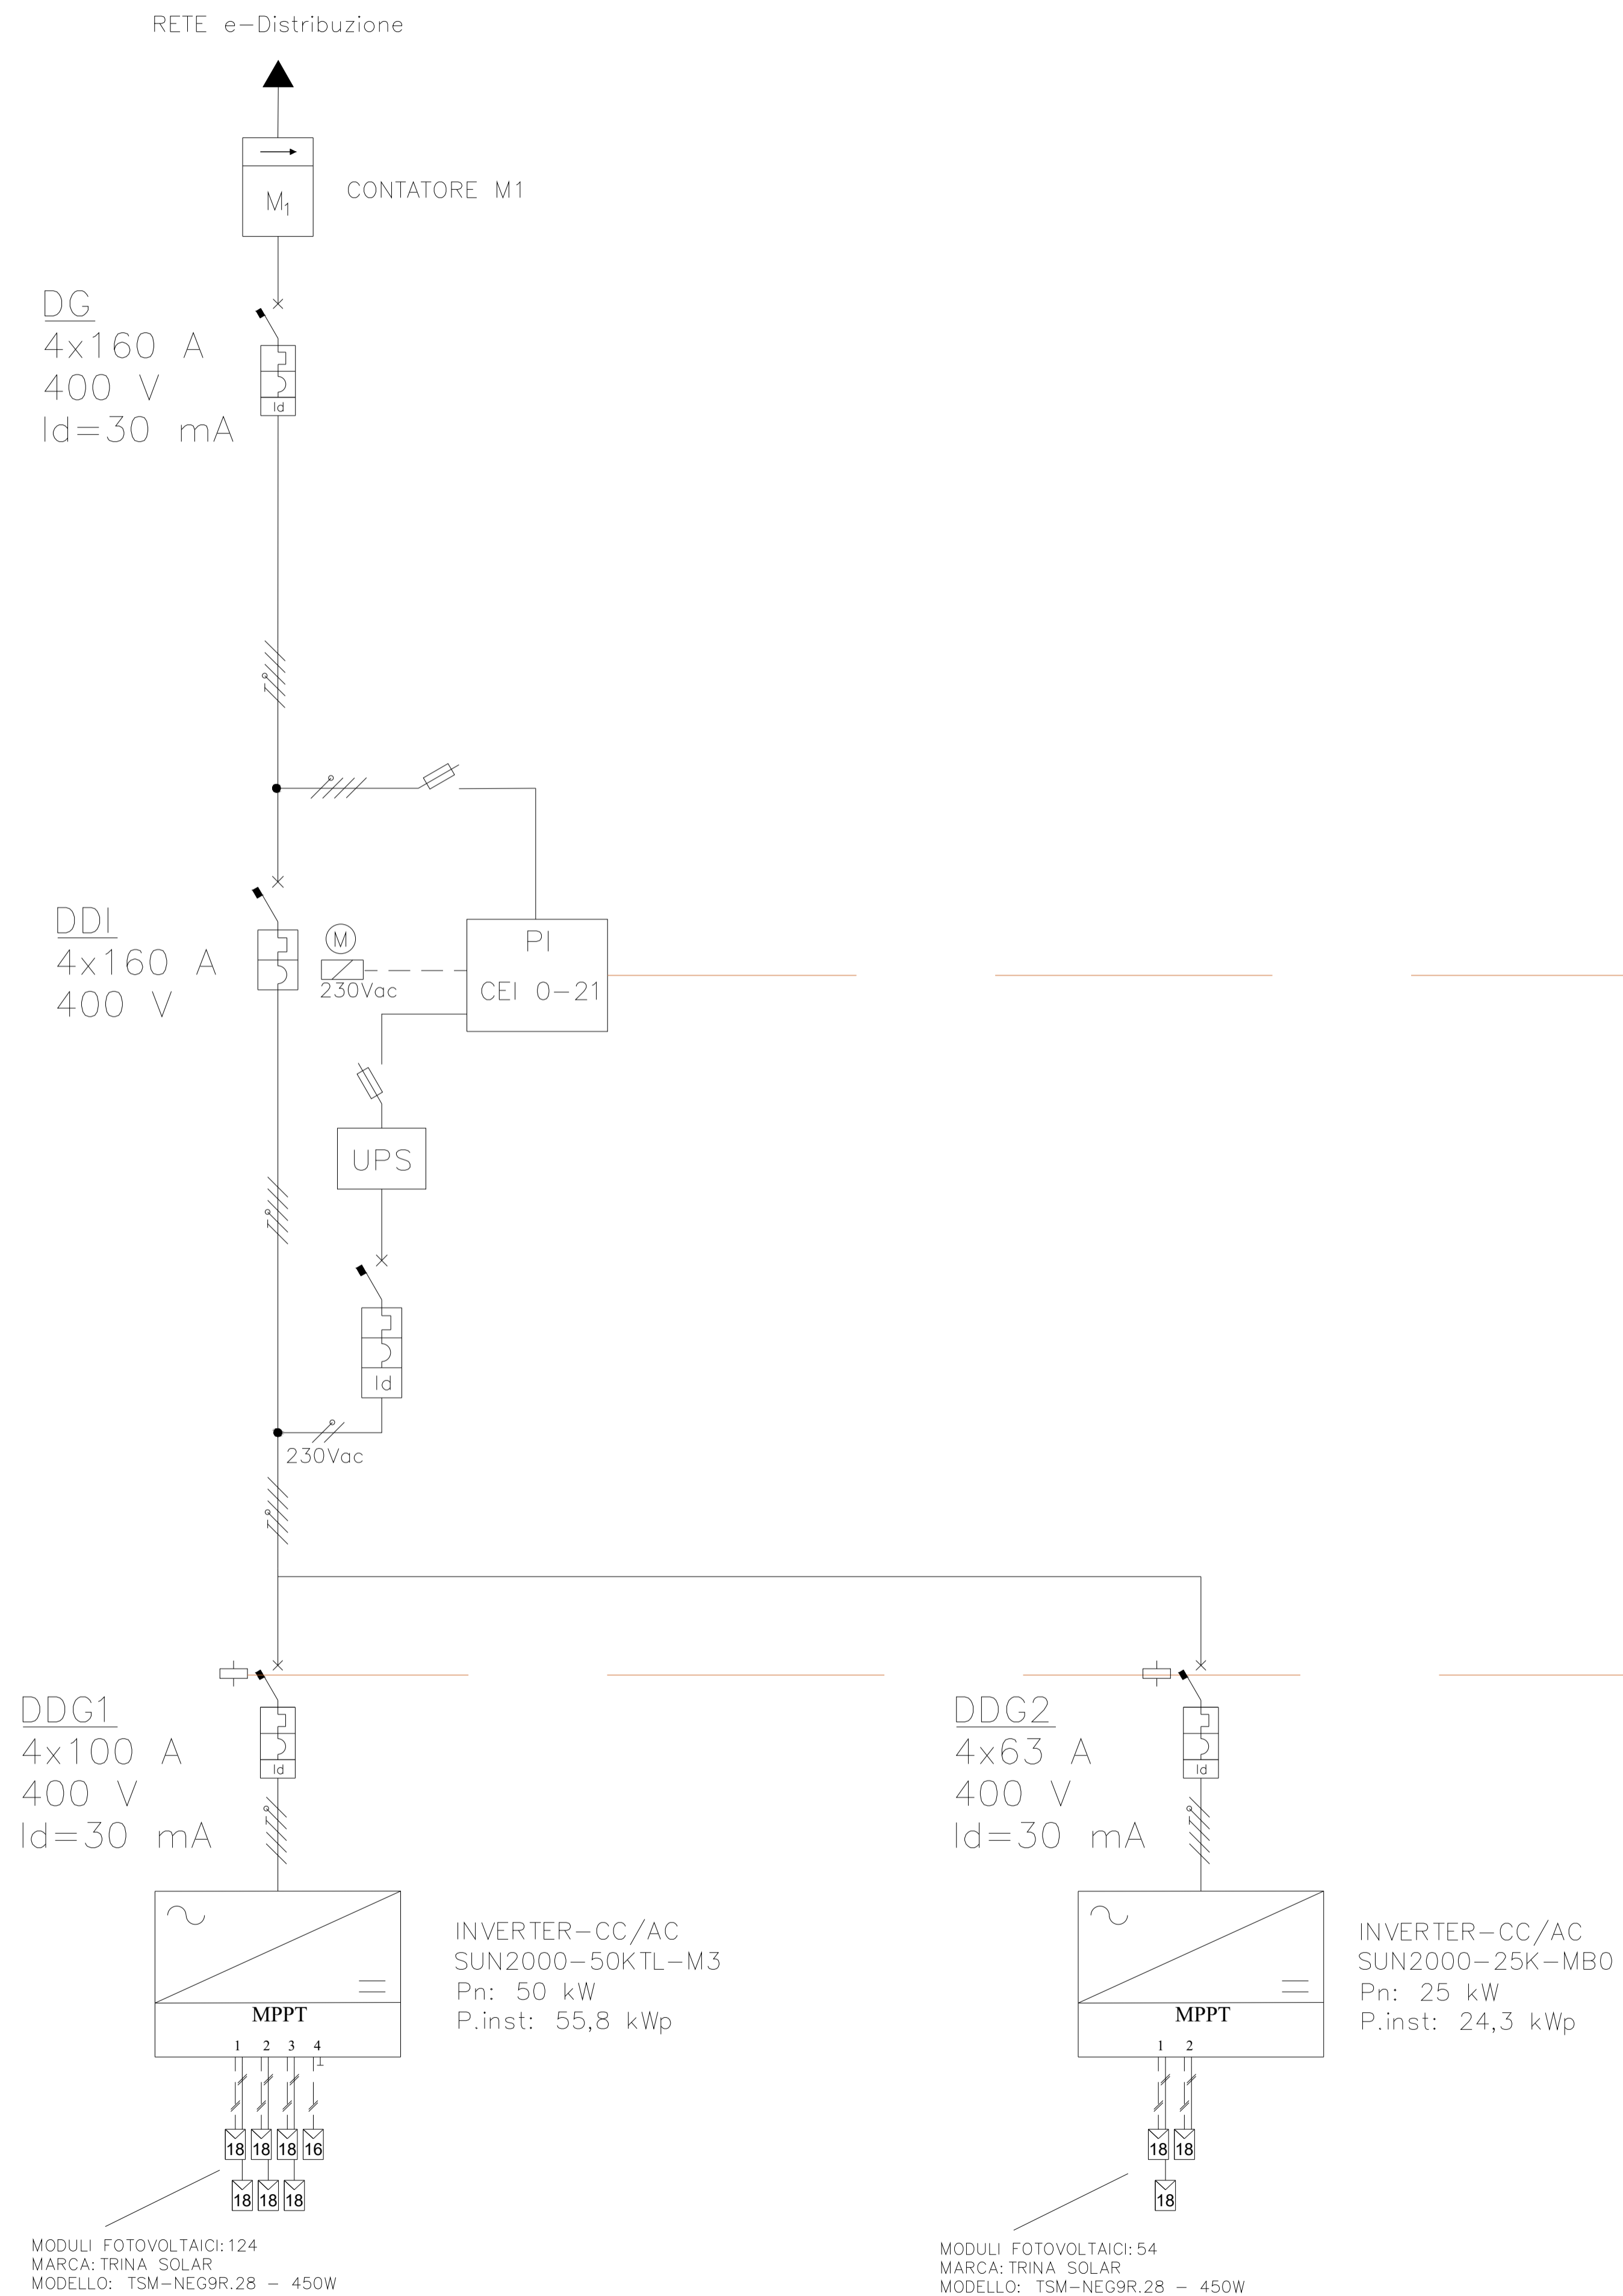 RETE e-Distribuzione
M1
CONTATORE M1
DG
4x160 A
400 V
Id=30 mA
Id
DDI
4x160 A
400 V
M
230Vac
PI
CEI 0-21
UPS
Id
230Vac
DDG1
4x100 A
400 V
Id=30 mA
Id
DDG2
4x63 A
400 V
Id=30 mA
Id
MPPT
1 2 3 4
INVERTER-CC/AC
SUN2000-50KTL-M3
Pn: 50 kW
P.inst: 55,8 kWp
MPPT
1 2
INVERTER-CC/AC
SUN2000-25K-MB0
Pn: 25 kW
P.inst: 24,3 kWp
18 18 18 16
18 18 18
18 18
18
MODULI FOTOVOLTAICI: 124
MARCA: TRINA SOLAR
MODELLO: TSM-NEG9R.28 - 450W
MODULI FOTOVOLTAICI: 54
MARCA: TRINA SOLAR
MODELLO: TSM-NEG9R.28 - 450W